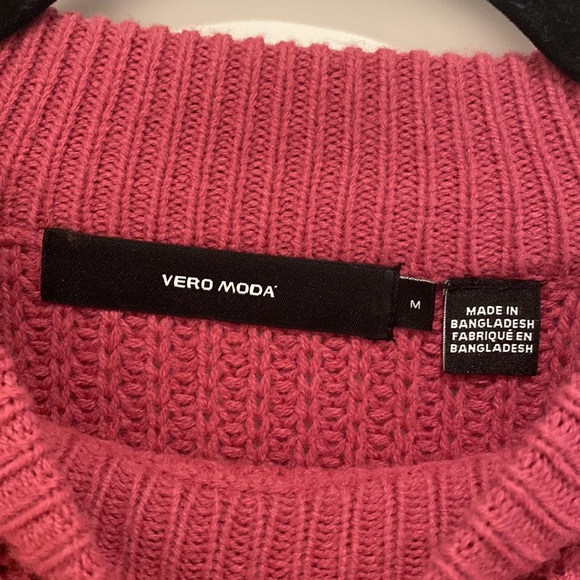 VERO MODA
M
MADE IN
BANGLADESH
FABRIQUÉ EN
BANGLADESH